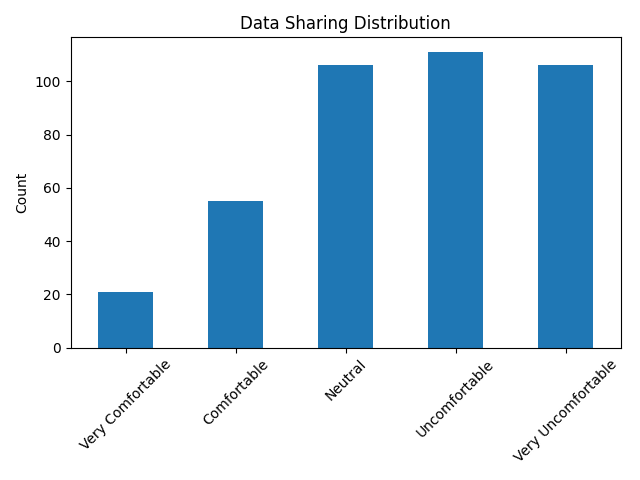 Data Sharing Distribution
Count
100
80
60
40
20
0
Very Comfortable
Comfortable
Neutral
Uncomfortable
Very Uncomfortable